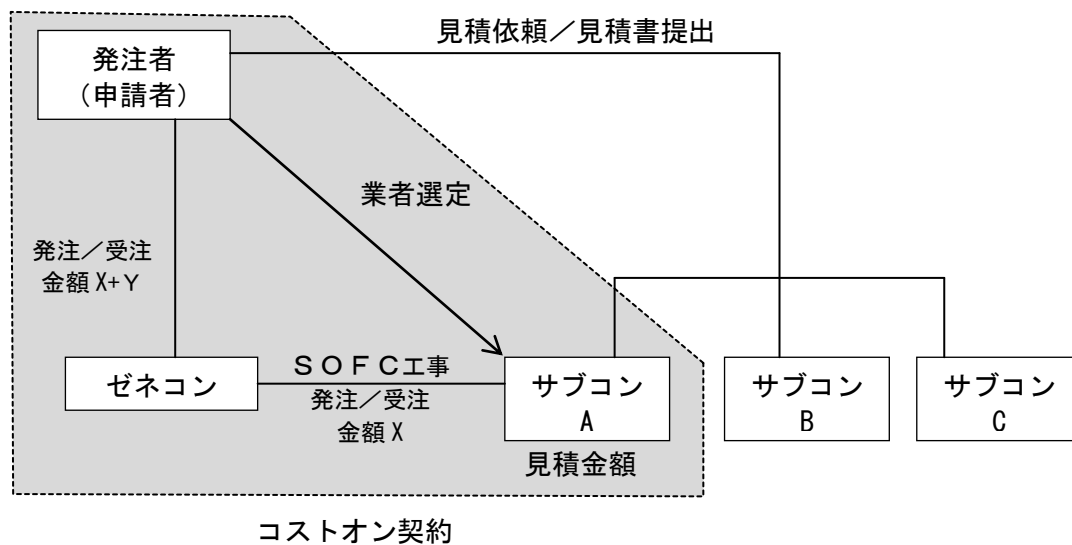 見積依頼／見積書提出
発注者
（申請者）
業者選定
発注／受注
金額 X+Y
ゼネコン
ＳＯＦＣ工事
発注／受注
金額 X
サブコン
A
見積金額
サブコン
B
サブコン
C
コストオン契約